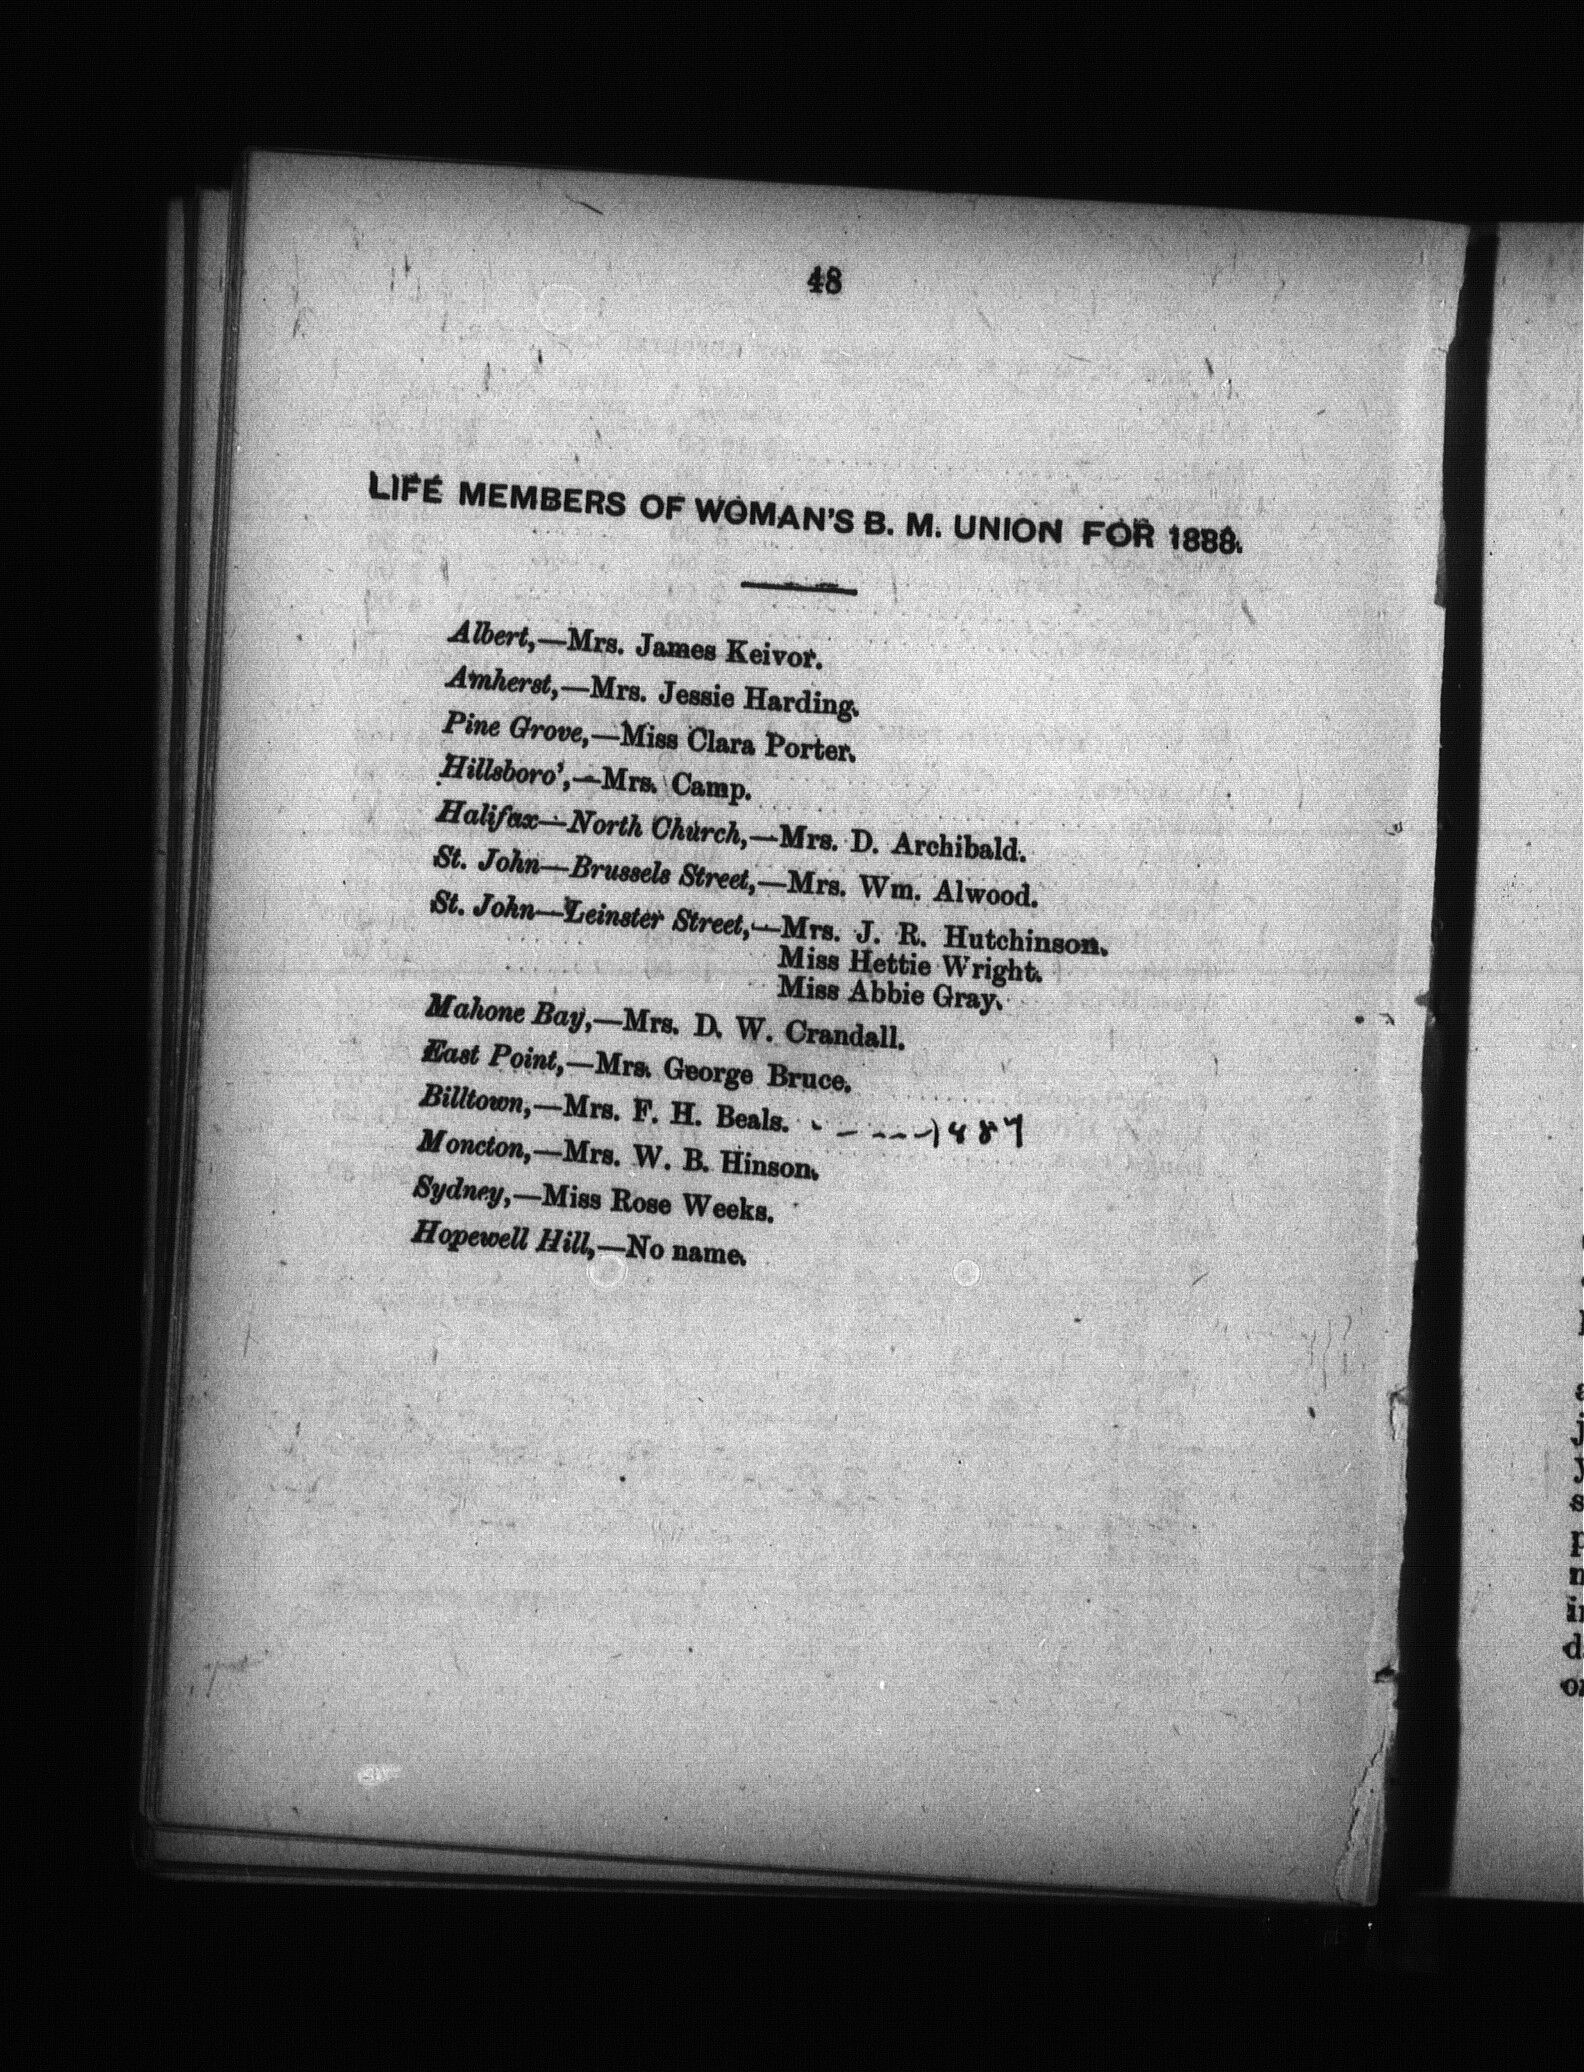 48
LIFE MEMBERS OF WOMAN'S B. M. UNION FOR 1888.
Albert,—Mrs. James Keivor.
Amherst,—Mrs. Jessie Harding.
Pine Grove,—Miss Clara Porter.
Hillsboro',—Mrs. Camp.
Halifax—North Church,—Mrs. D. Archibald.
St. John—Brussels Street,—Mrs. Wm. Alwood.
St. John—Leinster Street,—Mrs. J. R. Hutchinson.
Miss Hettie Wright.
Miss Abbie Gray.
Mahone Bay,—Mrs. D. W. Crandall.
East Point,—Mrs. George Bruce.
Billtown,—Mrs. F. H. Beals. - - - - - -1887
Moncton,—Mrs. W. B. Hinson.
Sydney,—Miss Rose Weeks.
Hopewell Hill,—No name.